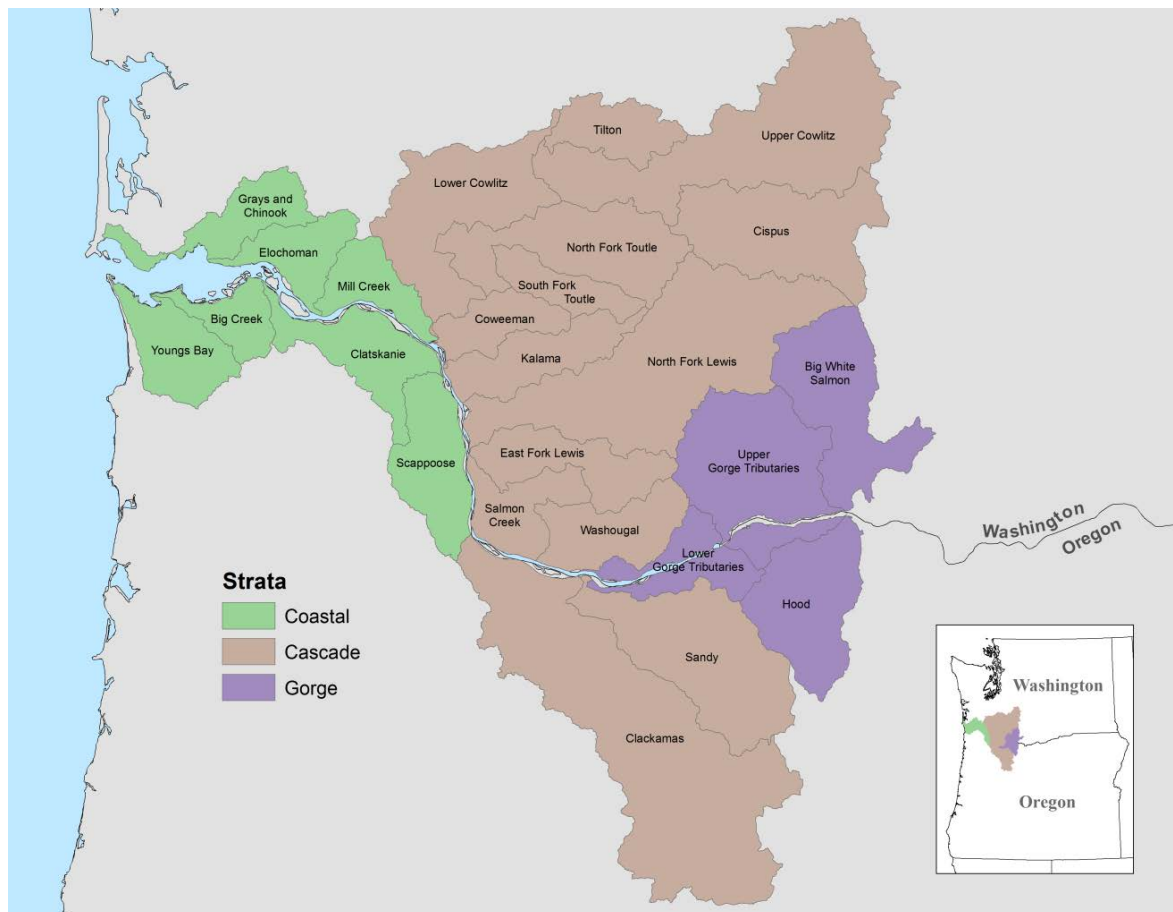 Tilton
Upper Cowlitz
Lower Cowlitz
Grays and
Chinook
Cispus
Elochoman
North Fork Toutle
Mill Creek
South Fork
Toutle
Big Creek
Coweeman
Youngs Bay
Clatskanie
Kalama
North Fork Lewis
Big White
Salmon
Scappoose
East Fork Lewis
Upper
Gorge Tributaries
Salmon
Creek
Washougal
Washington
Oregon
Lower
Gorge Tributaries
Hood
Sandy
Clackamas
Strata
Coastal
Cascade
Gorge
Washington
Oregon